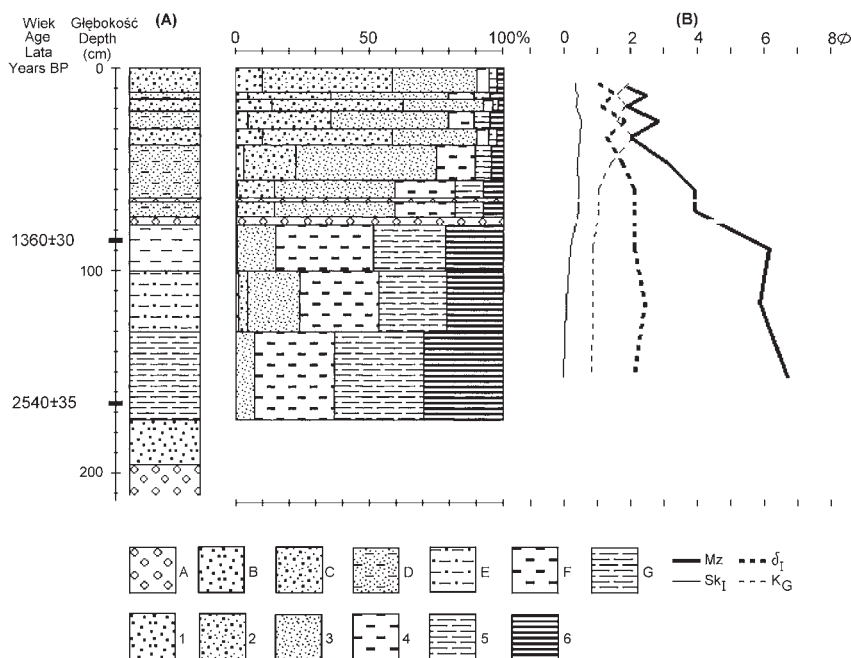 Wiek Głębokość (A) (B)
Age Depth
Lata (cm)
Years BP
0 50 100% 0 2 4 6 8Ø
0
1360±30
100
2540±35
200
A B C D E F G
Mz δI
SkI KG
1 2 3 4 5 6